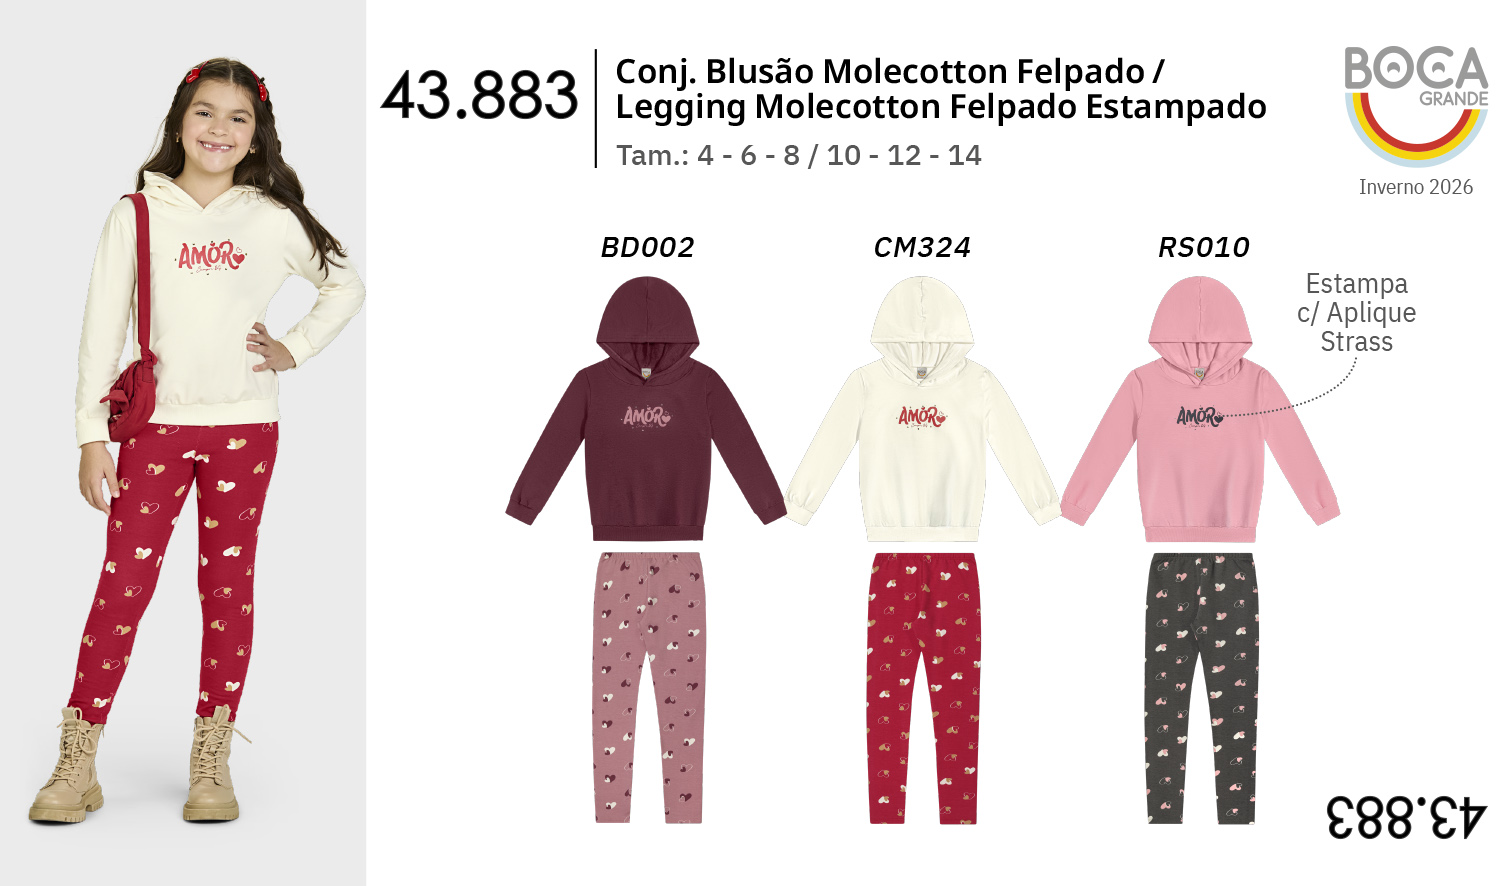 43.883
Conj. Blusão Molecotton Felpado /
Legging Molecotton Felpado Estampado
Tam.: 4 - 6 - 8 / 10 - 12 - 14
BOCA
GRANDE
Inverno 2026
BD002
CM324
RS010
Estampa
c/ Aplique
Strass
AMOR
AMOR
AMOR
AMOR
43.883